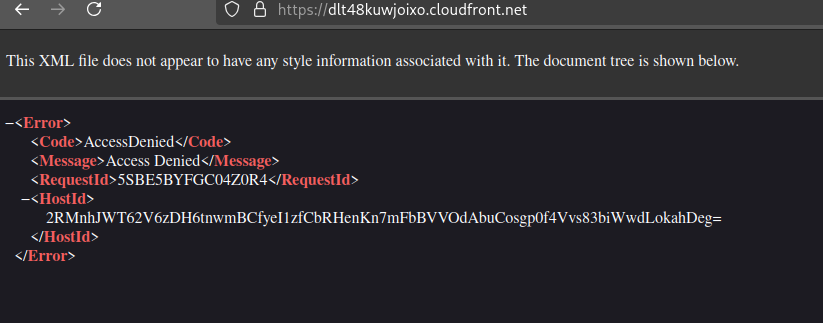 https://dlt48kuwjoixo.cloudfront.net
This XML file does not appear to have any style information associated with it. The document tree is shown below.
–<Error>
<Code>AccessDenied</Code>
<Message>Access Denied</Message>
<RequestId>5SBE5BYFGC04Z0R4</RequestId>
–<HostId>
2RMnhJWT62V6zDH6tnwmBCfyeI1zfCbRHenKn7mFbBVVOdAbuCosgp0f4Vvs83biWwdLokahDeg=
</HostId>
</Error>